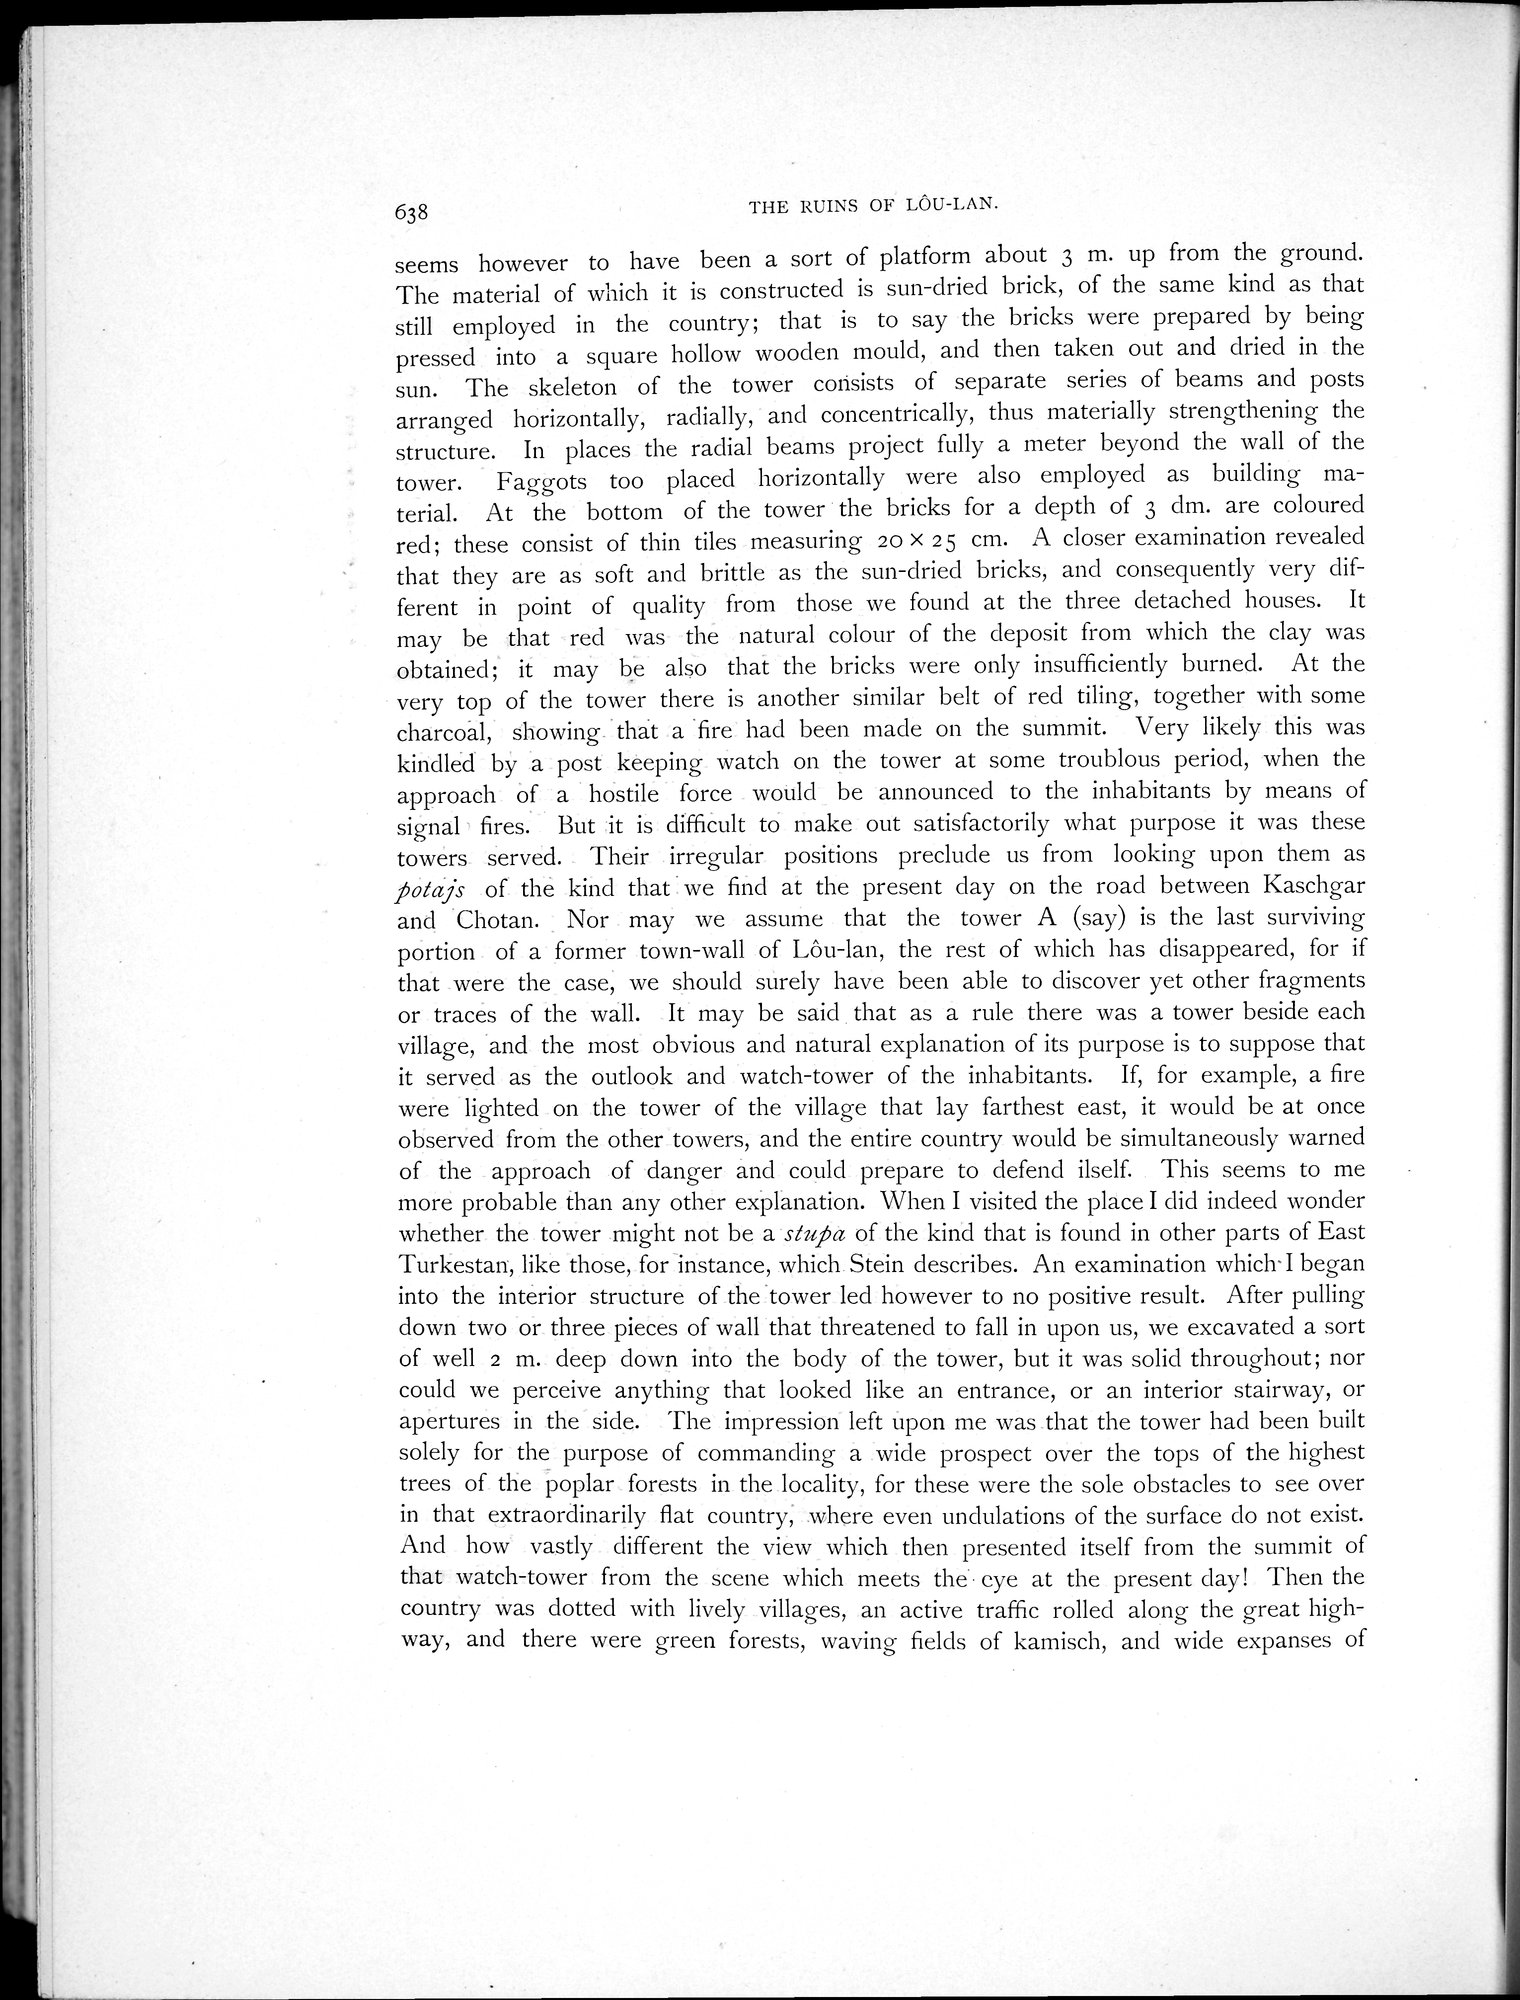 638
THE RUINS OF LÔU-LAN.
seems however to have been a sort of platform about 3 m. up from the ground.
The material of which it is constructed is sun-dried brick, of the same kind as that
still employed in the country; that is to say the bricks were prepared by being
pressed into a square hollow wooden mould, and then taken out and dried in the
sun. The skeleton of the tower consists of separate series of beams and posts
arranged horizontally, radially, and concentrically, thus materially strengthening the
structure. In places the radial beams project fully a meter beyond the wall of the
tower. Faggots too placed horizontally were also employed as building ma-
terial. At the bottom of the tower the bricks for a depth of 3 dm. are coloured
red; these consist of thin tiles measuring 20 × 25 cm. A closer examination revealed
that they are as soft and brittle as the sun-dried bricks, and consequently very dif-
ferent in point of quality from those we found at the three detached houses. It
may be that red was the natural colour of the deposit from which the clay was
obtained; it may be also that the bricks were only insufficiently burned. At the
very top of the tower there is another similar belt of red tiling, together with some
charcoal, showing that a fire had been made on the summit. Very likely this was
kindled by a post keeping watch on the tower at some troublous period, when the
approach of a hostile force would be announced to the inhabitants by means of
signal fires. But it is difficult to make out satisfactorily what purpose it was these
towers served. Their irregular positions preclude us from looking upon them as
potajs of the kind that we find at the present day on the road between Kaschgar
and Chotan. Nor may we assume that the tower A (say) is the last surviving
portion of a former town-wall of Lôu-lan, the rest of which has disappeared, for if
that were the case, we should surely have been able to discover yet other fragments
or traces of the wall. It may be said that as a rule there was a tower beside each
village, and the most obvious and natural explanation of its purpose is to suppose that
it served as the outlook and watch-tower of the inhabitants. If, for example, a fire
were lighted on the tower of the village that lay farthest east, it would be at once
observed from the other towers, and the entire country would be simultaneously warned
of the approach of danger and could prepare to defend ilself. This seems to me
more probable than any other explanation. When I visited the place I did indeed wonder
whether the tower might not be a stupa of the kind that is found in other parts of East
Turkestan, like those, for instance, which Stein describes. An examination which I began
into the interior structure of the tower led however to no positive result. After pulling
down two or three pieces of wall that threatened to fall in upon us, we excavated a sort
of well 2 m. deep down into the body of the tower, but it was solid throughout; nor
could we perceive anything that looked like an entrance, or an interior stairway, or
apertures in the side. The impression left upon me was that the tower had been built
solely for the purpose of commanding a wide prospect over the tops of the highest
trees of the poplar forests in the locality, for these were the sole obstacles to see over
in that extraordinarily flat country, where even undulations of the surface do not exist.
And how vastly different the view which then presented itself from the summit of
that watch-tower from the scene which meets the eye at the present day! Then the
country was dotted with lively villages, an active traffic rolled along the great high-
way, and there were green forests, waving fields of kamisch, and wide expanses of